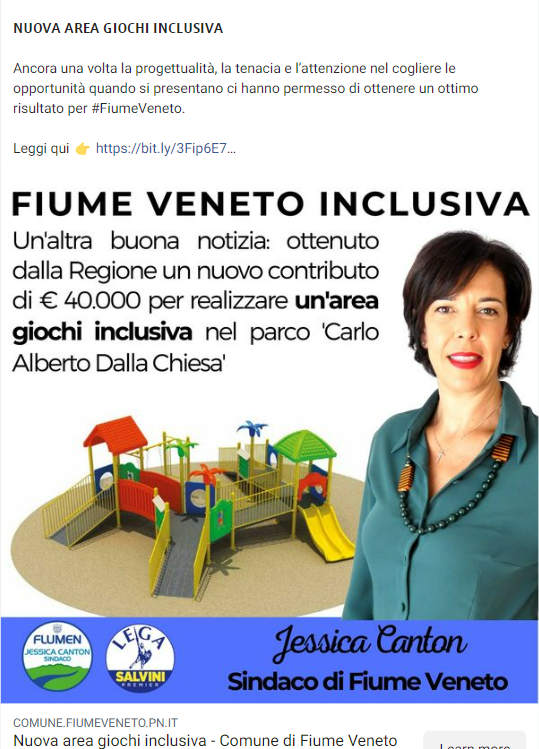 NUOVA AREA GIOCHI INCLUSIVA
Ancora una volta la progettualità, la tenacia e l'attenzione nel cogliere le
opportunità quando si presentano ci hanno permesso di ottenere un ottimo
risultato per #FiumeVeneto.
Leggi qui 👉 https://bit.ly/3Fip6E7...
FIUME VENETO INCLUSIVA
Un'altra buona notizia: ottenuto
dalla Regione un nuovo contributo
di € 40.000 per realizzare un'area
giochi inclusiva nel parco 'Carlo
Alberto Dalla Chiesa'
FLUMEN
JESSICA CANTON
SINDACO
LEGA
SALVINI
PREMIER
Jessica Canton
Sindaco di Fiume Veneto
COMUNE.FIUMEVENETO.PN.IT
Nuova area giochi inclusiva - Comune di Fiume Veneto
Learn more